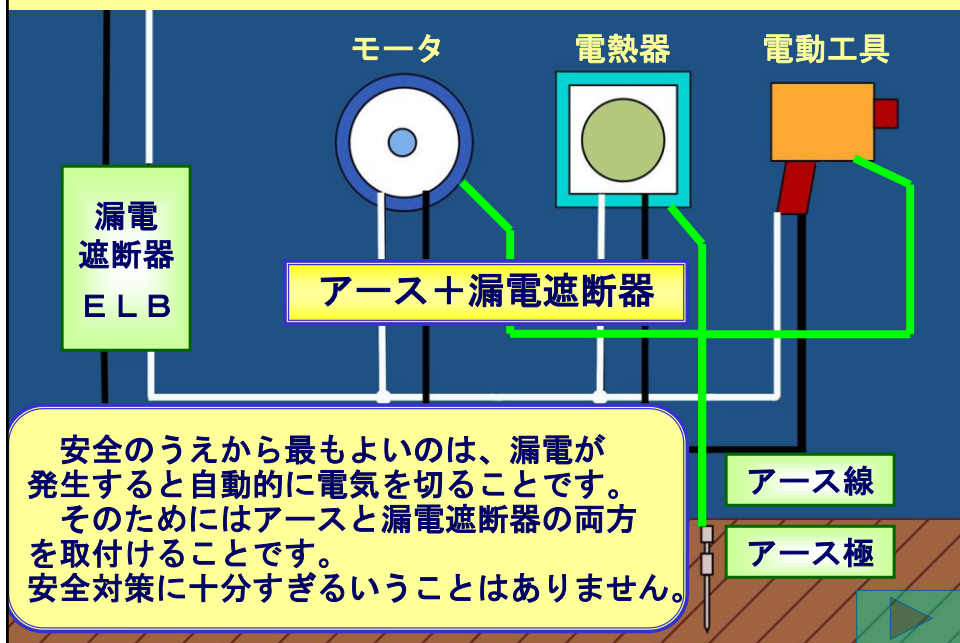 モータ
電熱器
電動工具
漏電
遮断器
ＥＬＢ
アース＋漏電遮断器
安全のうえから最もよいのは、漏電が
発生すると自動的に電気を切ることです。
そのためにはアースと漏電遮断器の両方
を取付けることです。
安全対策に十分すぎるいうことはありません。
アース線
アース極